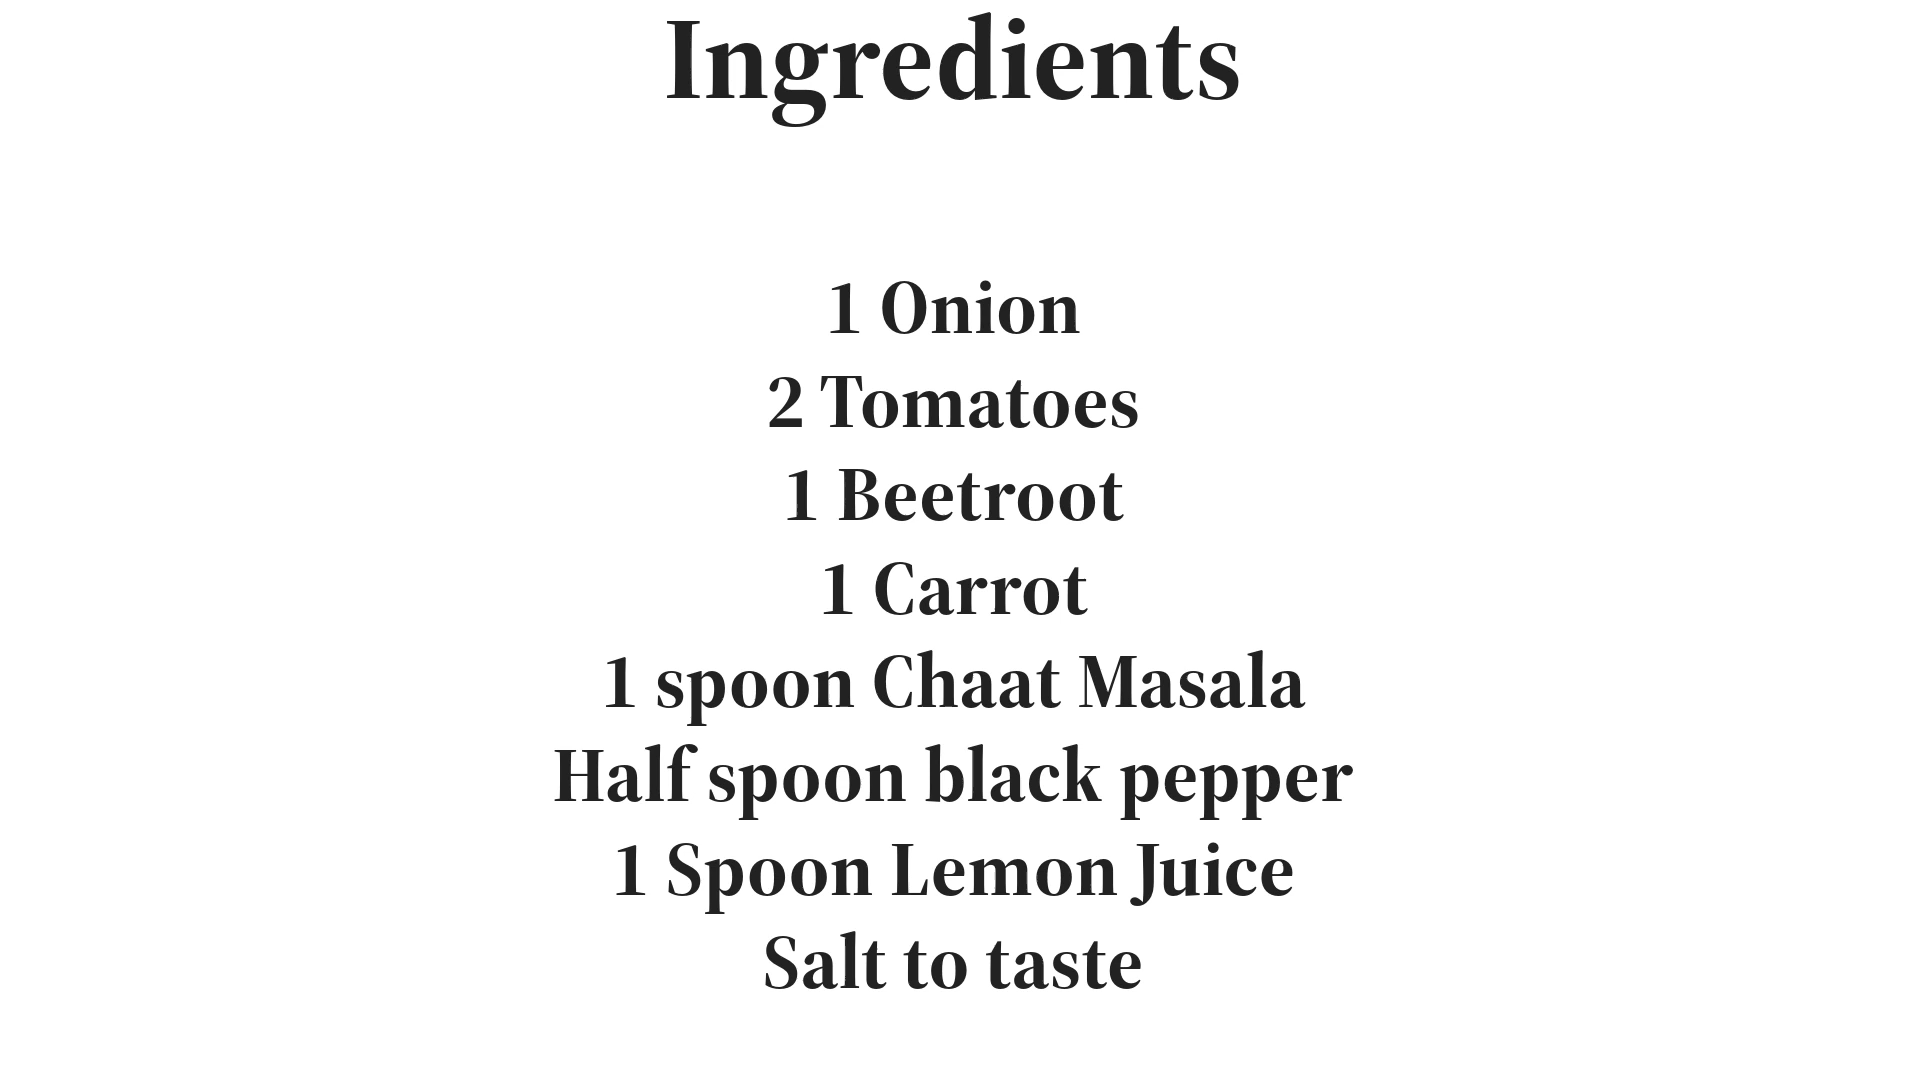 Ingredients
1 Onion
2 Tomatoes
1 Beetroot
1 Carrot
1 spoon Chaat Masala
Half spoon black pepper
1 Spoon Lemon Juice
Salt to taste